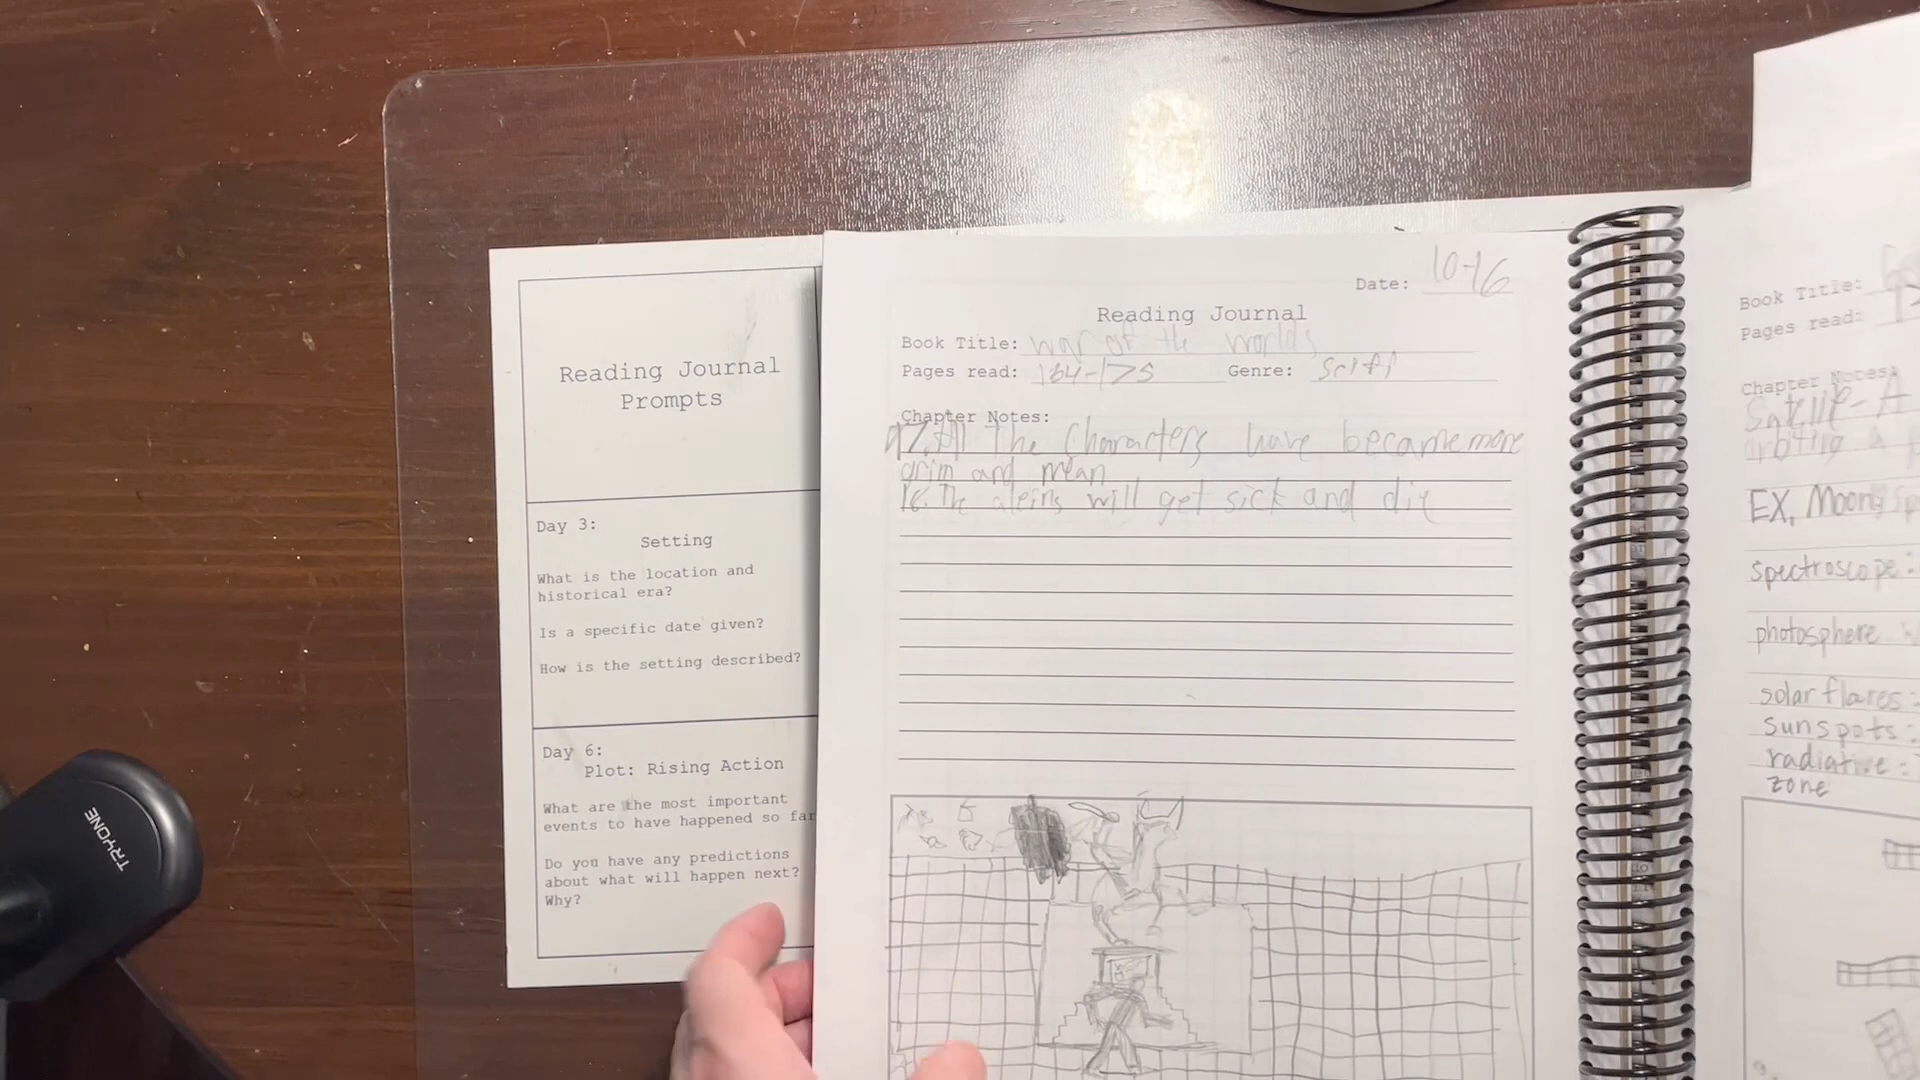 Reading Journal
Prompts
Day 3:
Setting
What is the location and
historical era?
Is a specific date given?
How is the setting described?
Day 6:
Plot: Rising Action
What are the most important
events to have happened so far
Do you have any predictions
about what will happen next?
Why?
Date: 10-16
Reading Journal
Book Title: War of the worlds
Pages read: 164-175 Genre: Scifi
Chapter Notes:
17. All The Characters have became more
grim and mean
16. The aleins will get sick and die
Book Title:
Pages read:
Chapter Notes:
orbiting a
EX. Moon
spectroscope:
photosphere
solar flares:
sunspots:
radiative:
zone
TRYONE